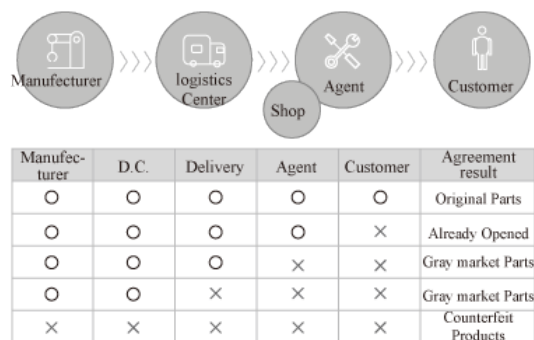 Manufecturer
logistics
Center
Agent
Customer
Shop
Manufec-
turer
D.C.
Delivery
Agent
Customer
Agreement
result
O O O O O Original Parts
O O O O × Already Opened
O O O × × Gray market Parts
O O × × × Gray market Parts
× × × × × Counterfeit
Products